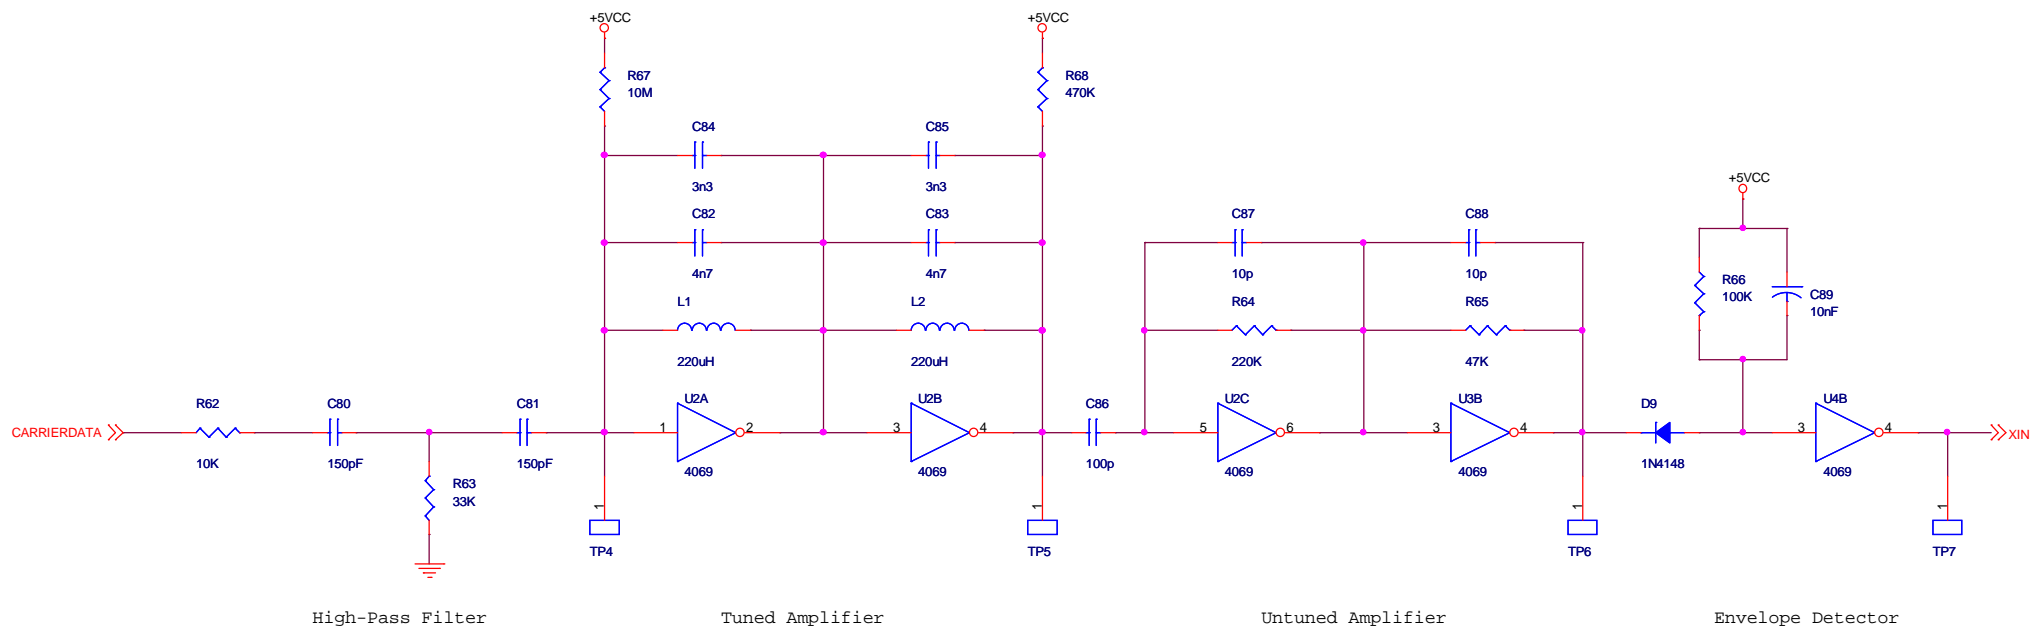 +5VCC
+5VCC
R67
10M
R68
470K
C84
3n3
C85
3n3
C82
4n7
C83
4n7
L1
220uH
L2
220uH
C87
10p
C88
10p
R64
220K
R65
47K
+5VCC
R66
100K
C89
10nF
CARRIERDATA
R62
10K
C80
150pF
R63
33K
C81
150pF
U2A
1
2
4069
U2B
3
4
4069
C86
100p
U2C
5
6
4069
U3B
3
4
4069
D9
1N4148
U4B
3
4
4069
XIN
1
TP4
1
TP5
1
TP6
1
TP7
High-Pass Filter
Tuned Amplifier
Untuned Amplifier
Envelope Detector